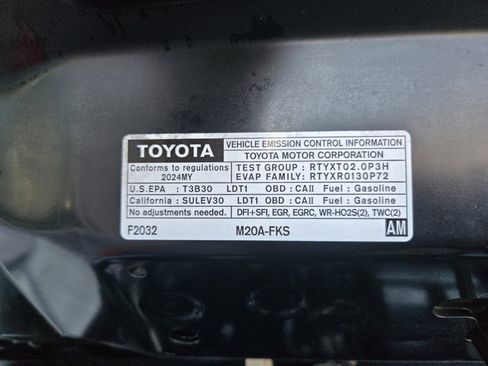 TOYOTA
VEHICLE EMISSION CONTROL INFORMATION
TOYOTA MOTOR CORPORATION
Conforms to regulations
2024MY
TEST GROUP : RTYXT02.0P3H
EVAP FAMILY: RTYXR0130P72
U.S.EPA : T3B30 LDT1 OBD : CAII Fuel : Gasoline
California : SULEV30 LDT1 OBD : CAII Fuel : Gasoline
No adjustments needed. DFI+SFI, EGR, EGRC, WR-HO2S(2), TWC(2)
F2032 M20A-FKS AM